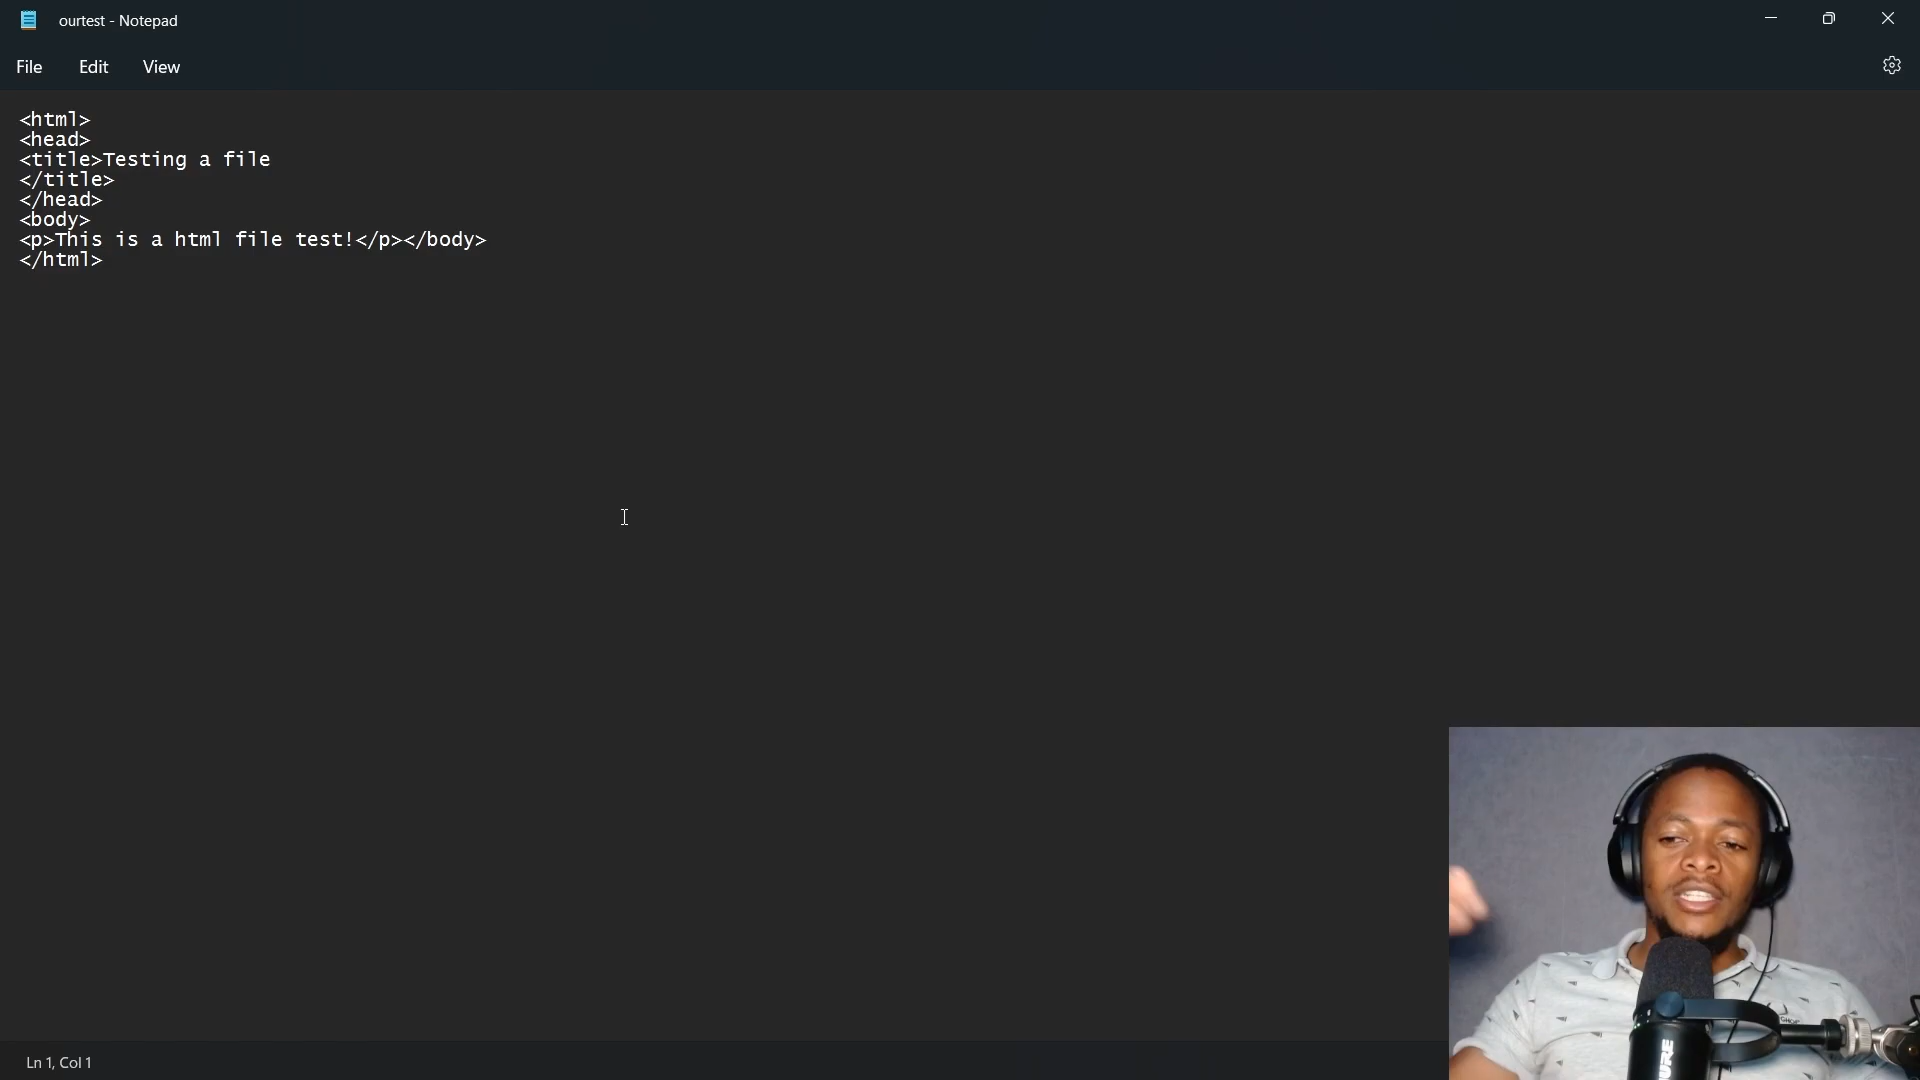 ourtest - Notepad
File Edit View
<html>
<head>
<title>Testing a file
</title>
</head>
<body>
<p>This is a html file test!</p></body>
</html>
Ln 1, Col 1
URE